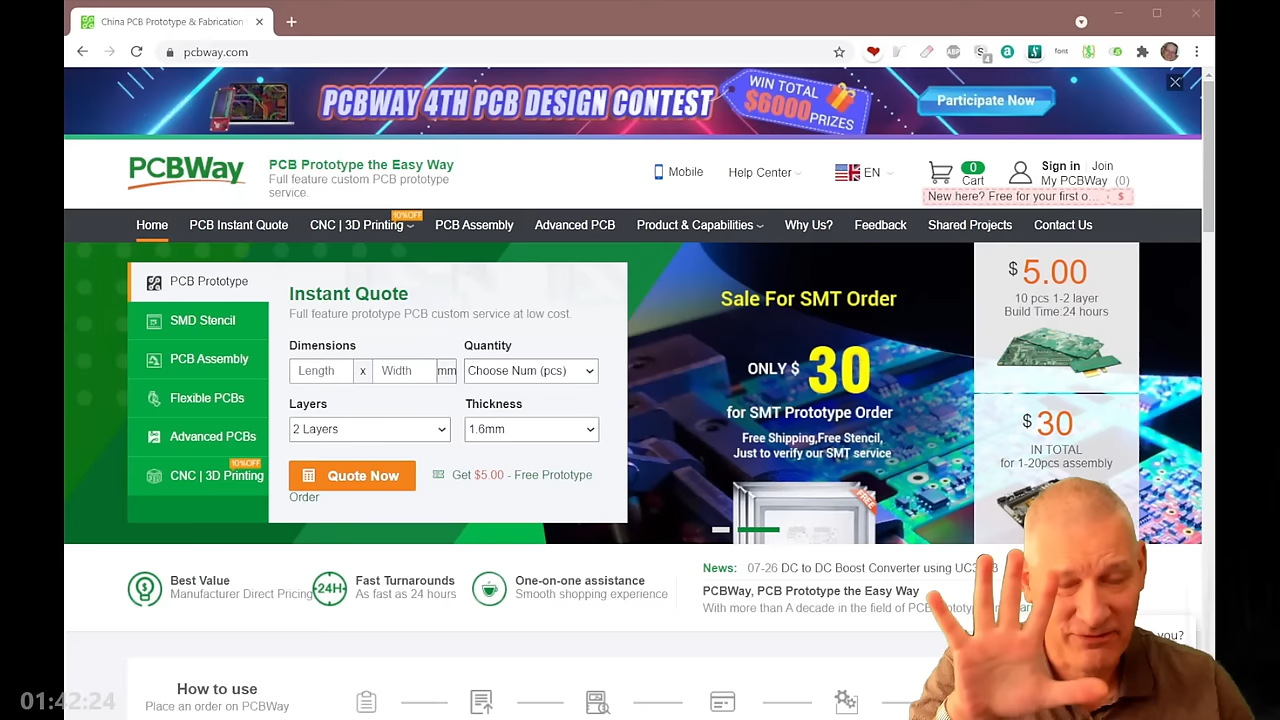 China PCB Prototype & Fabrication
pcbway.com
PCBWAY 4TH PCB DESIGN CONTEST
WIN TOTAL
$6000
PRIZES
Participate Now
PCBWay
PCB Prototype the Easy Way
Full feature custom PCB prototype
service.
Mobile
Help Center
EN
0
Cart
Sign in
Join
My PCBWay (0)
New here? Free for your first o... $
Home
PCB Instant Quote
CNC | 3D Printing
10%OFF
PCB Assembly
Advanced PCB
Product & Capabilities
Why Us?
Feedback
Shared Projects
Contact Us
PCB Prototype
SMD Stencil
PCB Assembly
Flexible PCBs
Advanced PCBs
10%OFF
CNC | 3D Printing
Instant Quote
Full feature prototype PCB custom service at low cost.
Dimensions
Quantity
Length x Width mm
Choose Num (pcs)
Layers
Thickness
2 Layers
1.6mm
Quote Now
Get $5.00 - Free Prototype
Order
Sale For SMT Order
ONLY $ 30
for SMT Prototype Order
Free Shipping,Free Stencil,
Just to verify our SMT service
FREE
$ 5.00
10 pcs 1-2 layer
Build Time:24 hours
$ 30
IN TOTAL
for 1-20pcs assembly
Best Value
Manufacturer Direct Pricing
24H
Fast Turnarounds
As fast as 24 hours
One-on-one assistance
Smooth shopping experience
News: 07-26 DC to DC Boost Converter using UC3
PCBWay, PCB Prototype the Easy Way
With more than A decade in the field of PCB
you?
How to use
Place an order on PCBWay
01:42:24